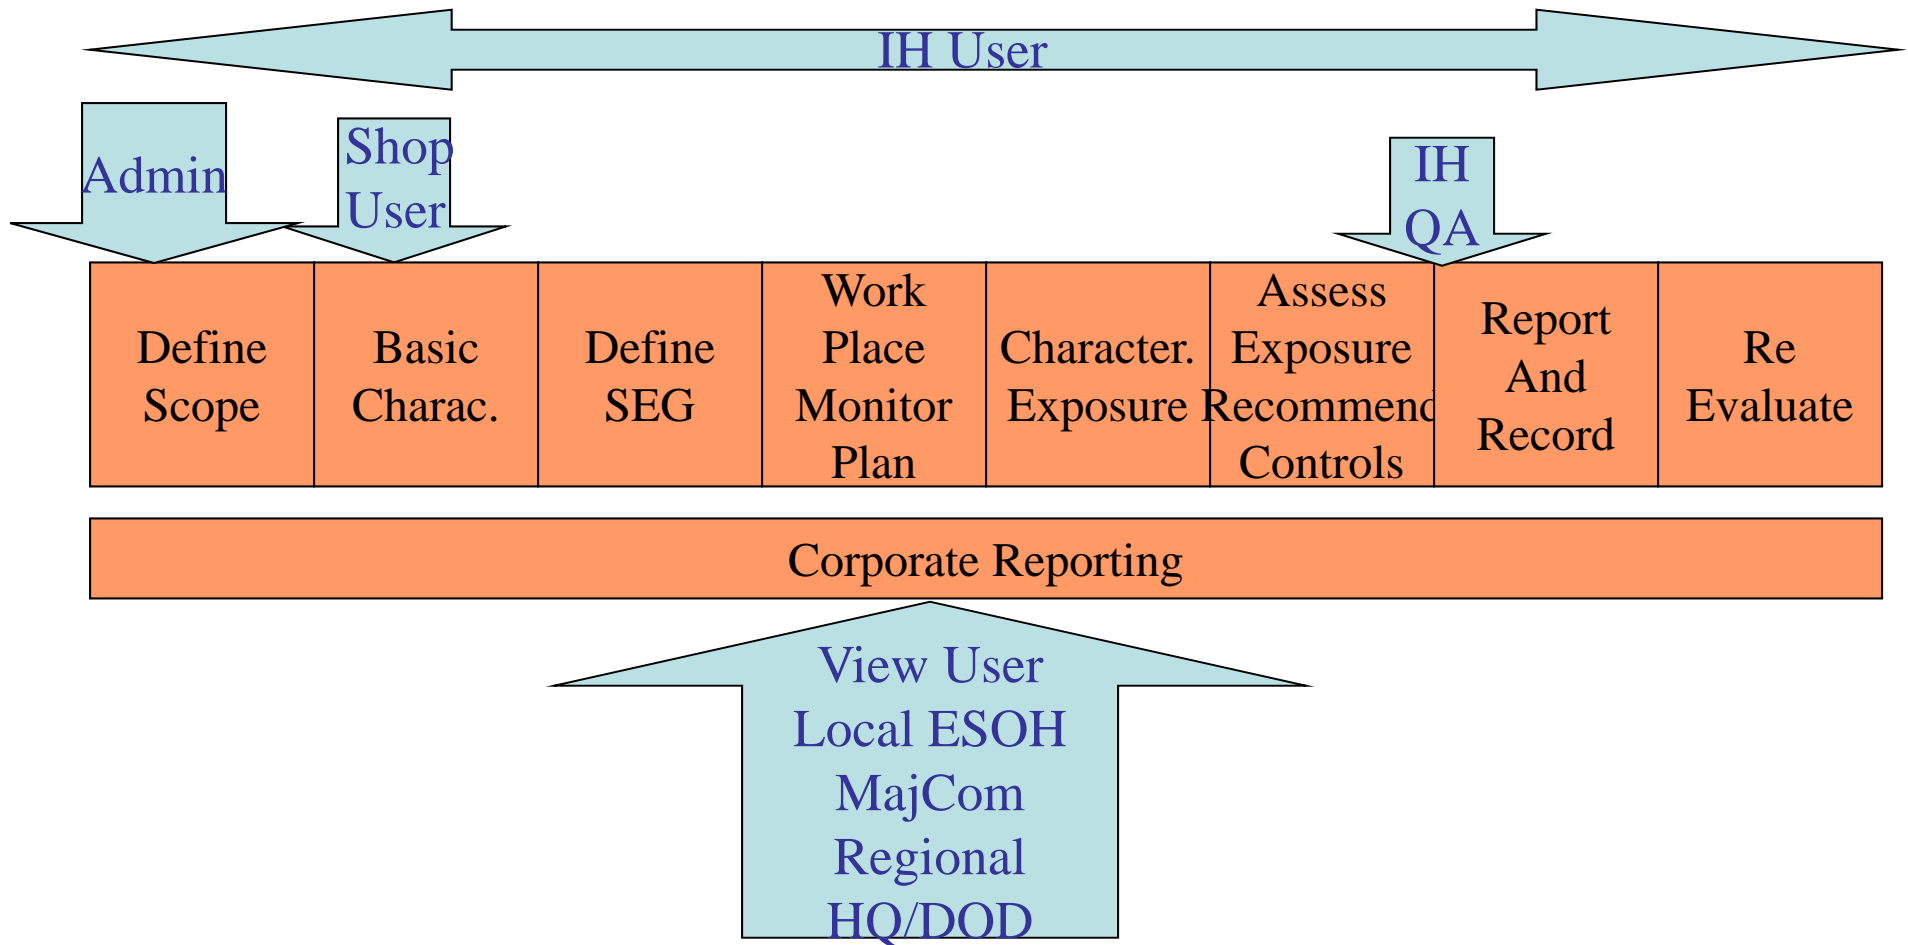 IH User
Admin
Shop
User
IH
QA
Define
Scope
Basic
Charac.
Define
SEG
Work
Place
Monitor
Plan
Character.
Exposure
Assess
Exposure
Recommend
Controls
Report
And
Record
Re
Evaluate
Corporate Reporting
View User
Local ESOH
MajCom
Regional
HQ/DOD